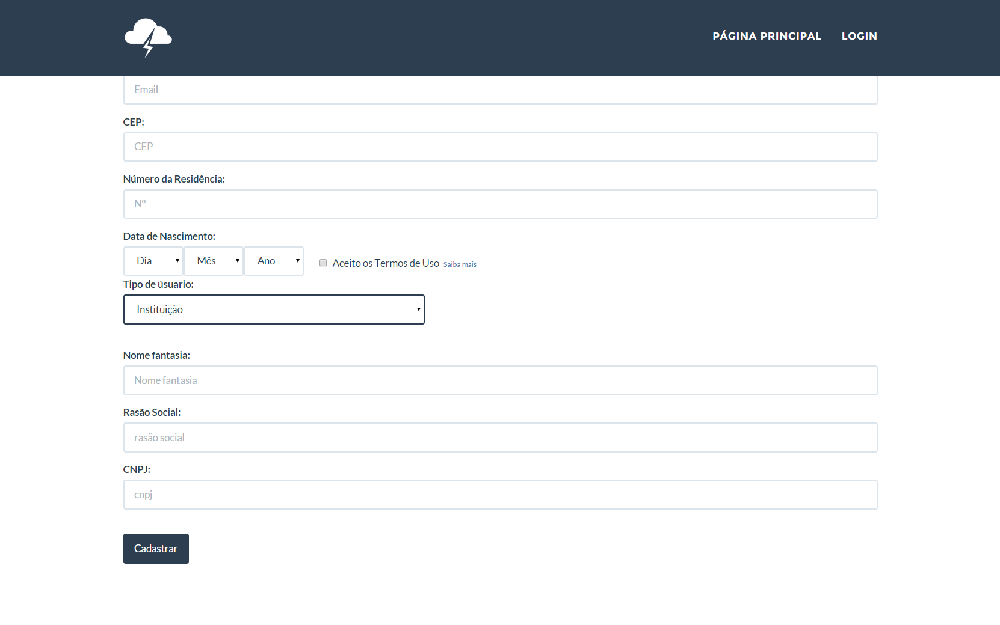 PÁGINA PRINCIPAL LOGIN
Email
CEP:
CEP
Número da Residência:
Nº
Data de Nascimento:
Dia Mês Ano Aceito os Termos de Uso Saiba mais
Tipo de úsuario:
Instituição
Nome fantasia:
Nome fantasia
Rasão Social:
rasão social
CNPJ:
cnpj
Cadastrar